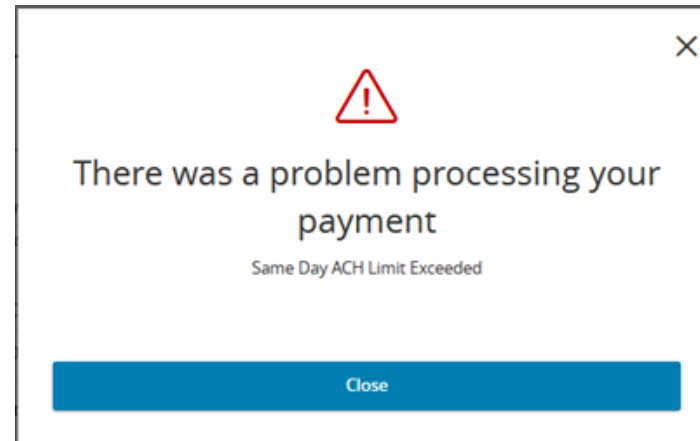 There was a problem processing your
payment
Same Day ACH Limit Exceeded
Close